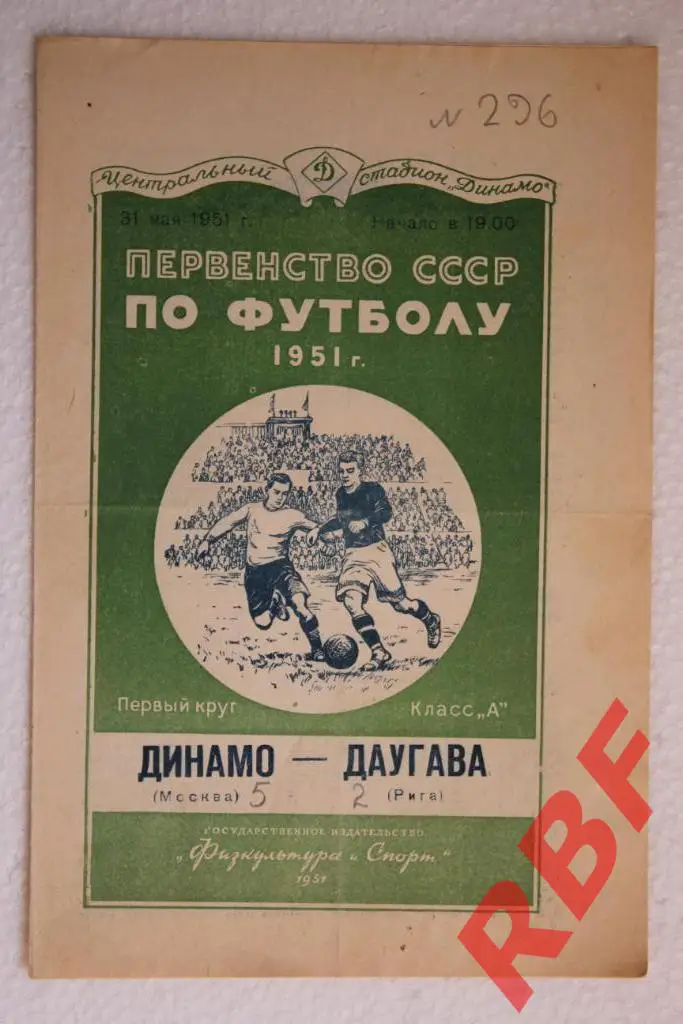 N 296
Центральный Д стадион „Динамо"
31 мая 1951 г. Начало в 19.00
ПЕРВЕНСТВО СССР
ПО ФУТБОЛУ
1951 г.
Первый круг Класс „А"
ДИНАМО — ДАУГАВА
(Москва) 5 2 (Рига)
ГОСУДАРСТВЕННОЕ ИЗДАТЕЛЬСТВО
„Физкультура и Спорт"
1951
RBF